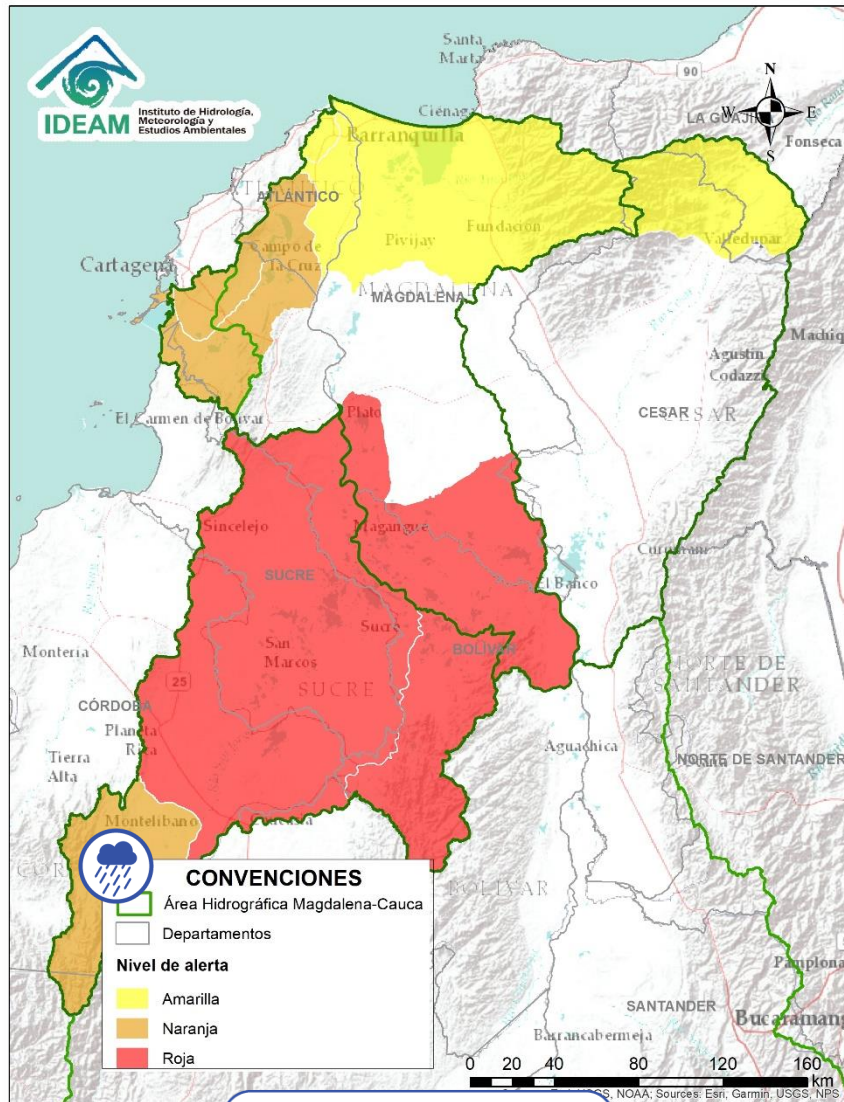 IDEAM
Instituto de Hidrología,
Meteorología y
Estudios Ambientales
Santa
Marta
90
N
W
E
S
LA GUAJIRA
Fonseca
Ciénaga
Barranquilla
ATLÁNTICO
ATLÁNTICO
Campo de
la Cruz
Pivijay
Fundación
Valledupar
Cartagena
MAGDALENA
MAGDALENA
Agustín
Codazzi
CESAR
CESAR
El Carmen de Bolívar
Plato
Sincelejo
Magangué
SUCRE
El Banco
Sucre
San
Marcos
BOLÍVAR
SUCRE
Montería
25
CÓRDOBA
Planeta
Rica
Tierra
Alta
NORTE DE
SANTANDER
Aguachica
NORTE DE SANTANDER
Montelíbano
BOLÍVAR
CONVENCIONES
Área Hidrográfica Magdalena-Cauca
Departamentos
Nivel de alerta
Amarilla
Naranja
Roja
Pamplona
SANTANDER
Barrancabermeja
0 20 40 80 120 160
km
NOAA; Sources: Esri, Garmin, USGS, NPS